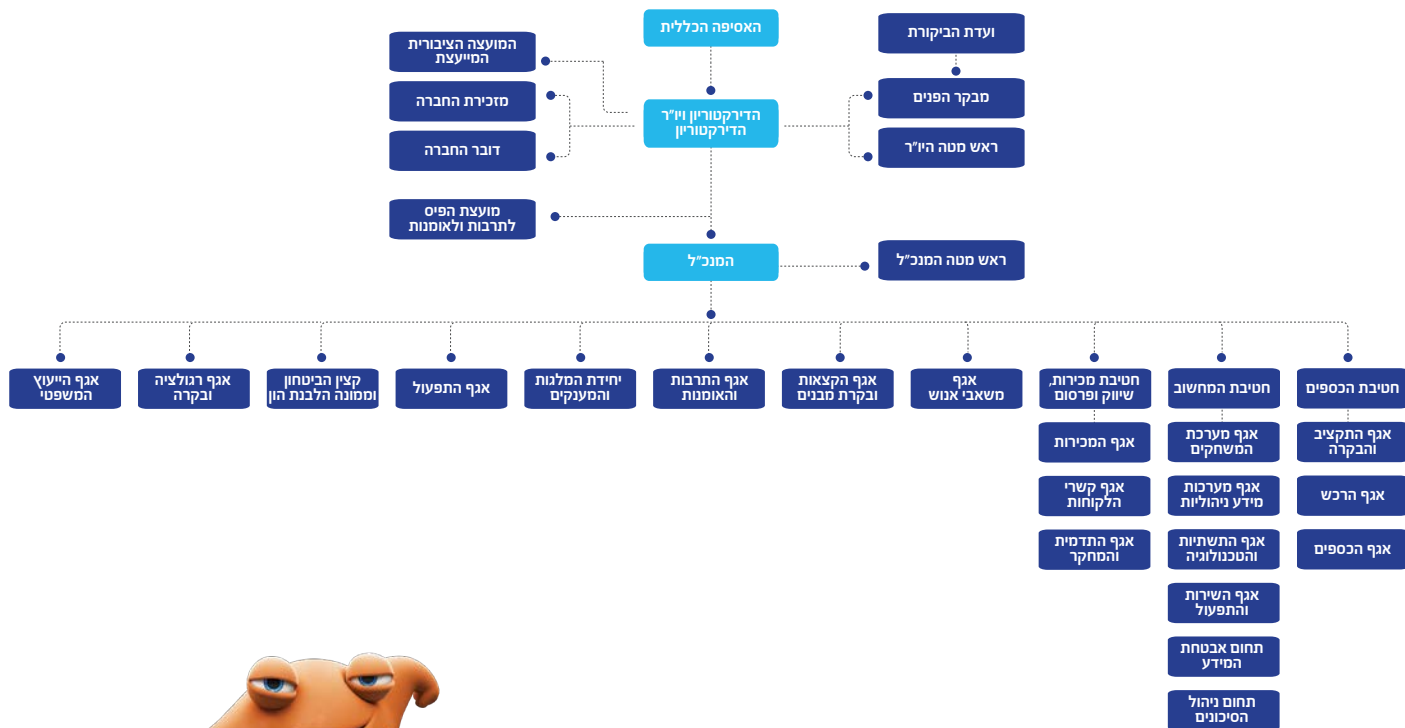 האסיפה הכללית
ועדת הביקורת
המועצה הציבורית
המייעצת
מבקר הפנים
הדירקטוריון ויו"ר
הדירקטוריון
מזכירת החברה
ראש מטה היו"ר
דובר החברה
מועצת הפיס
לתרבות ולאומנות
ראש מטה המנכ"ל
המנכ"ל
חטיבת הכספים
חטיבת המחשוב
חטיבת מכירות,
שיווק ופרסום
אגף
משאבי אנוש
אגף הקצאות
ובקרת מבנים
אגף התרבות
והאומנות
יחידת המלגות
והמענקים
אגף התפעול
קצין הביטחון
וממונה הלבנת הון
אגף רגולציה
ובקרה
אגף הייעוץ
המשפטי
אגף התקציב
והבקרה
אגף מערכת
המשחקים
אגף המכירות
אגף הרכש
אגף מערכות
מידע ניהוליות
אגף קשרי
הלקוחות
אגף הכספים
אגף התשתיות
והטכנולוגיה
אגף התדמית
והמחקר
אגף השירות
והתפעול
תחום אבטחת
המידע
תחום ניהול
הסיכונים